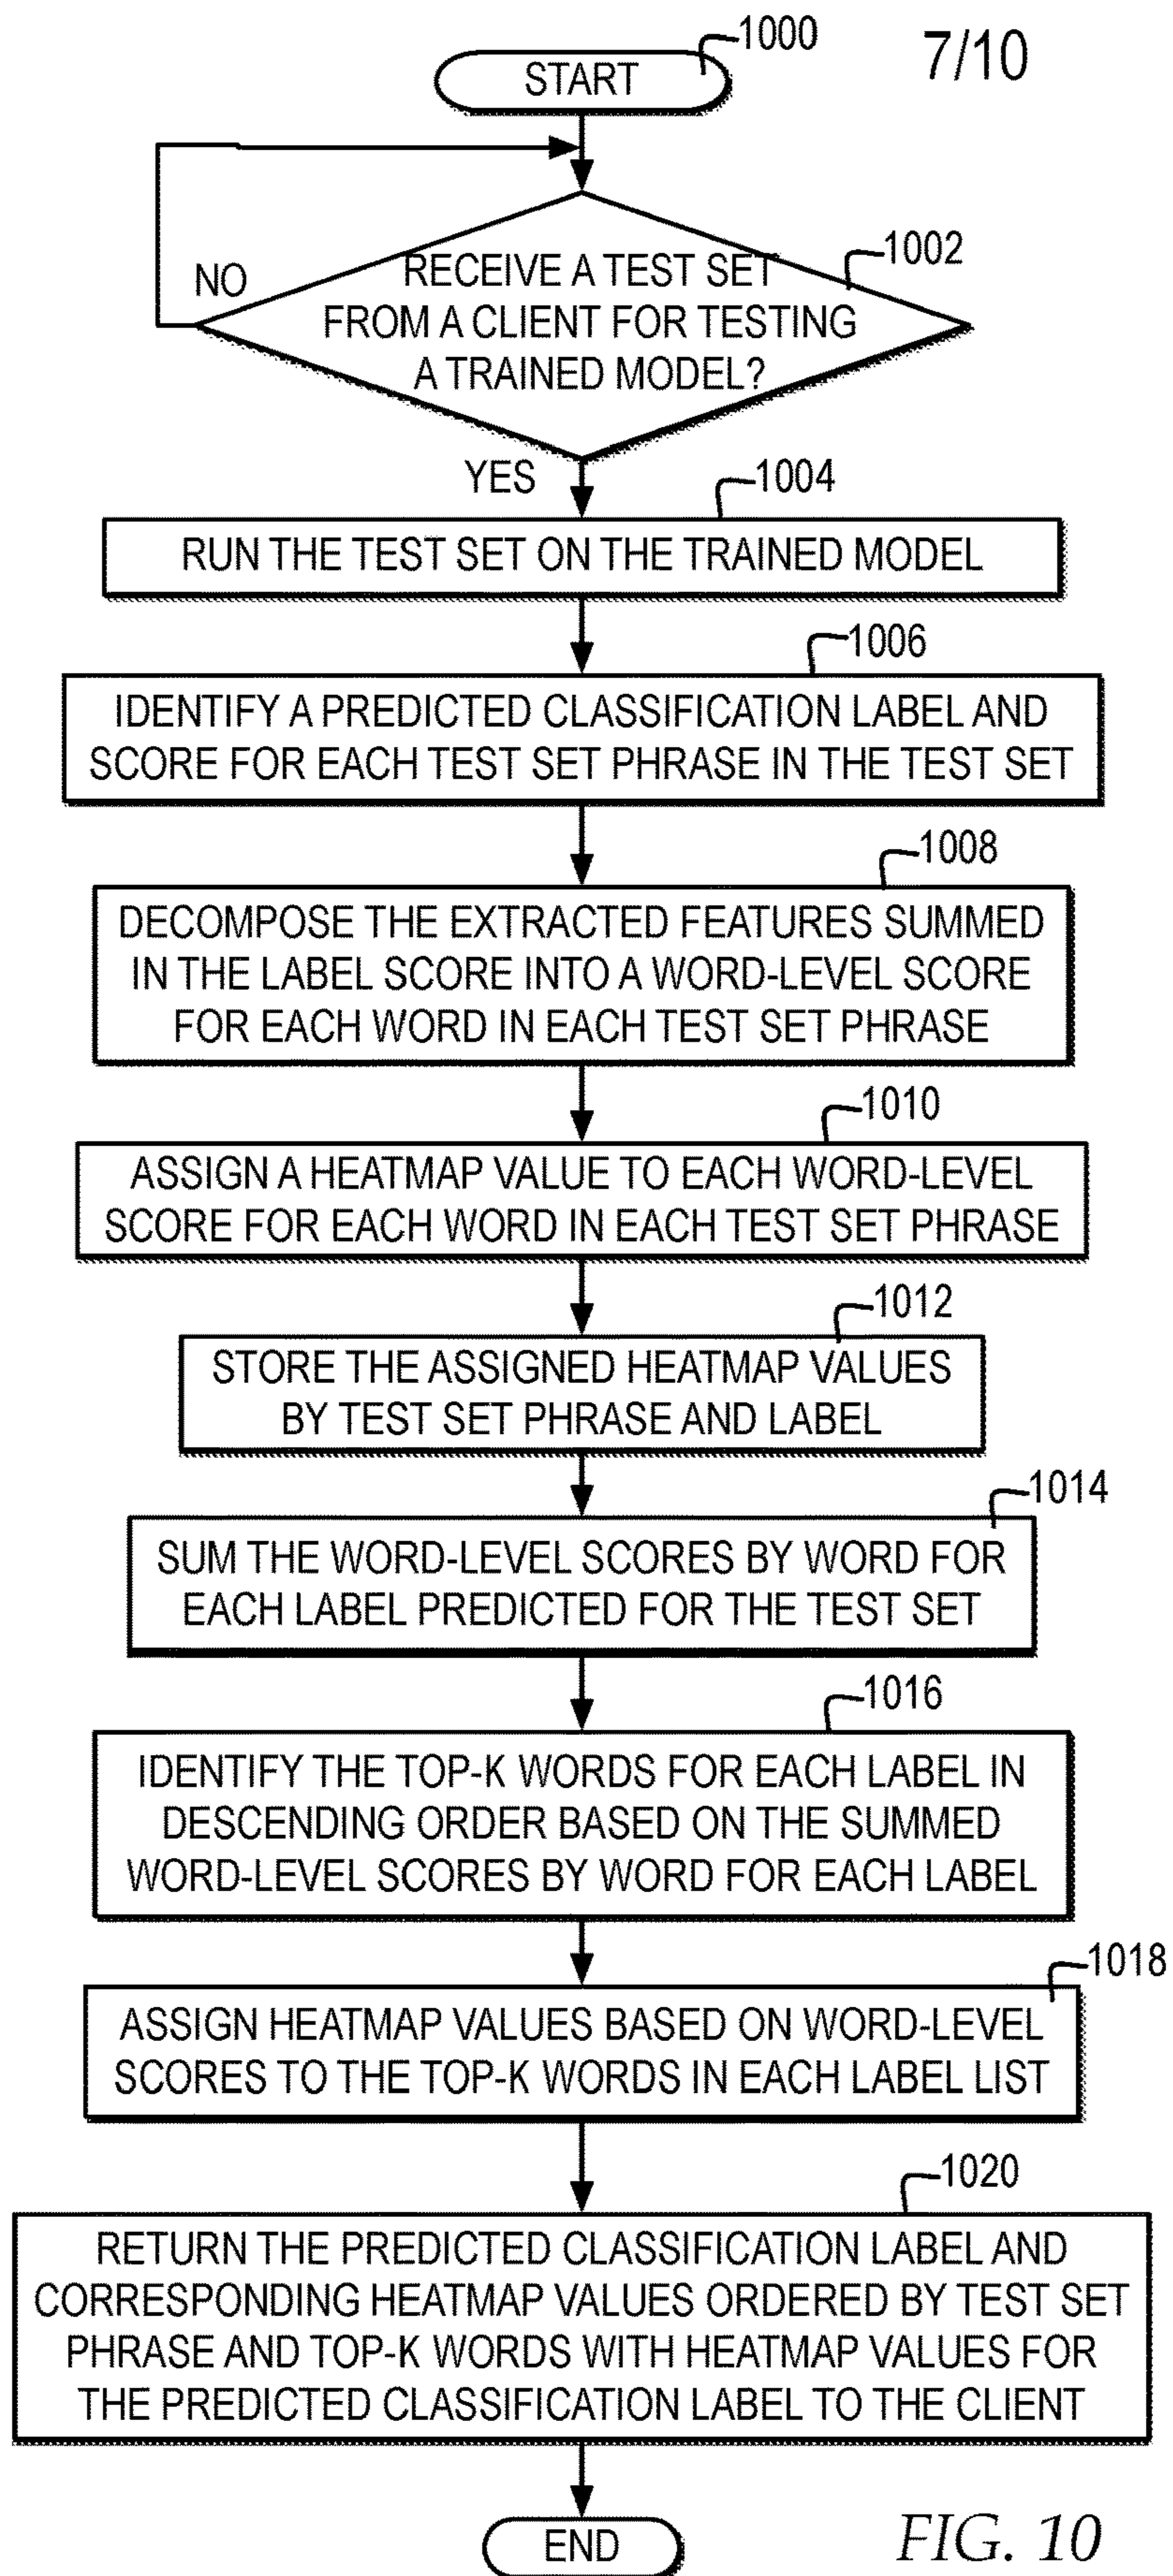 1000
7/10
START
1002
NO
RECEIVE A TEST SET
FROM A CLIENT FOR TESTING
A TRAINED MODEL?
YES
1004
RUN THE TEST SET ON THE TRAINED MODEL
1006
IDENTIFY A PREDICTED CLASSIFICATION LABEL AND
SCORE FOR EACH TEST SET PHRASE IN THE TEST SET
1008
DECOMPOSE THE EXTRACTED FEATURES SUMMED
IN THE LABEL SCORE INTO A WORD-LEVEL SCORE
FOR EACH WORD IN EACH TEST SET PHRASE
1010
ASSIGN A HEATMAP VALUE TO EACH WORD-LEVEL
SCORE FOR EACH WORD IN EACH TEST SET PHRASE
1012
STORE THE ASSIGNED HEATMAP VALUES
BY TEST SET PHRASE AND LABEL
1014
SUM THE WORD-LEVEL SCORES BY WORD FOR
EACH LABEL PREDICTED FOR THE TEST SET
1016
IDENTIFY THE TOP-K WORDS FOR EACH LABEL IN
DESCENDING ORDER BASED ON THE SUMMED
WORD-LEVEL SCORES BY WORD FOR EACH LABEL
1018
ASSIGN HEATMAP VALUES BASED ON WORD-LEVEL
SCORES TO THE TOP-K WORDS IN EACH LABEL LIST
1020
RETURN THE PREDICTED CLASSIFICATION LABEL AND
CORRESPONDING HEATMAP VALUES ORDERED BY TEST SET
PHRASE AND TOP-K WORDS WITH HEATMAP VALUES FOR
THE PREDICTED CLASSIFICATION LABEL TO THE CLIENT
END
FIG. 10